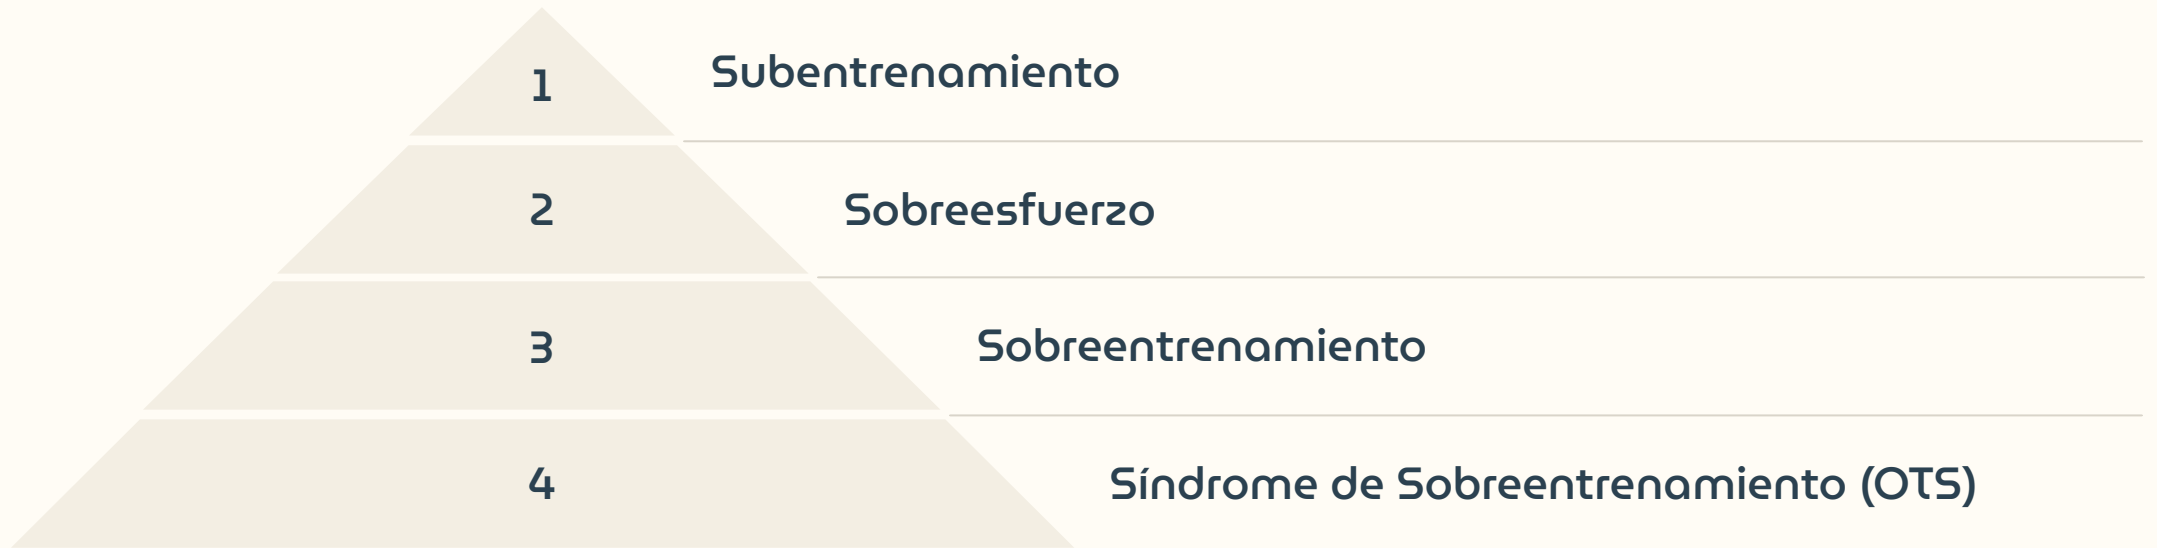 1
Subentrenamiento
2
Sobreesfuerzo
3
Sobreentrenamiento
4
Síndrome de Sobreentrenamiento (OTS)